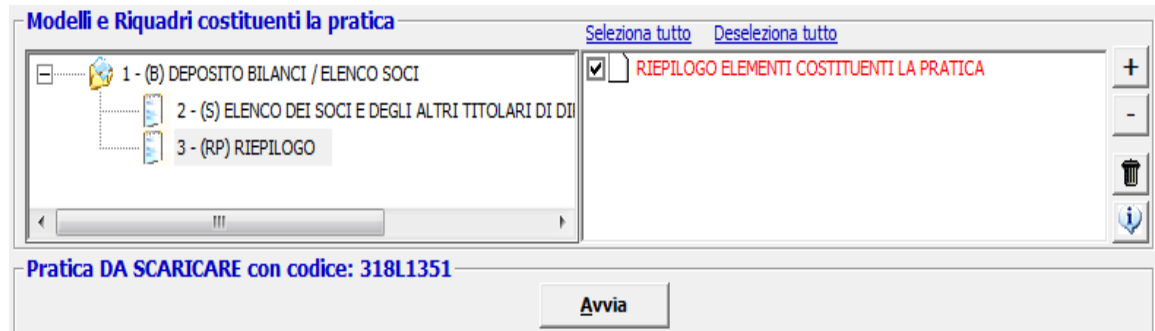 Modelli e Riquadri costituenti la pratica
Seleziona tutto Deseleziona tutto
1 - (B) DEPOSITO BILANCI / ELENCO SOCI
2 - (S) ELENCO DEI SOCI E DEGLI ALTRI TITOLARI DI
3 - (RP) RIEPILOGO
RIEPILOGO ELEMENTI COSTITUENTI LA PRATICA
+
-
Pratica DA SCARICARE con codice: 318L1351
Avvia